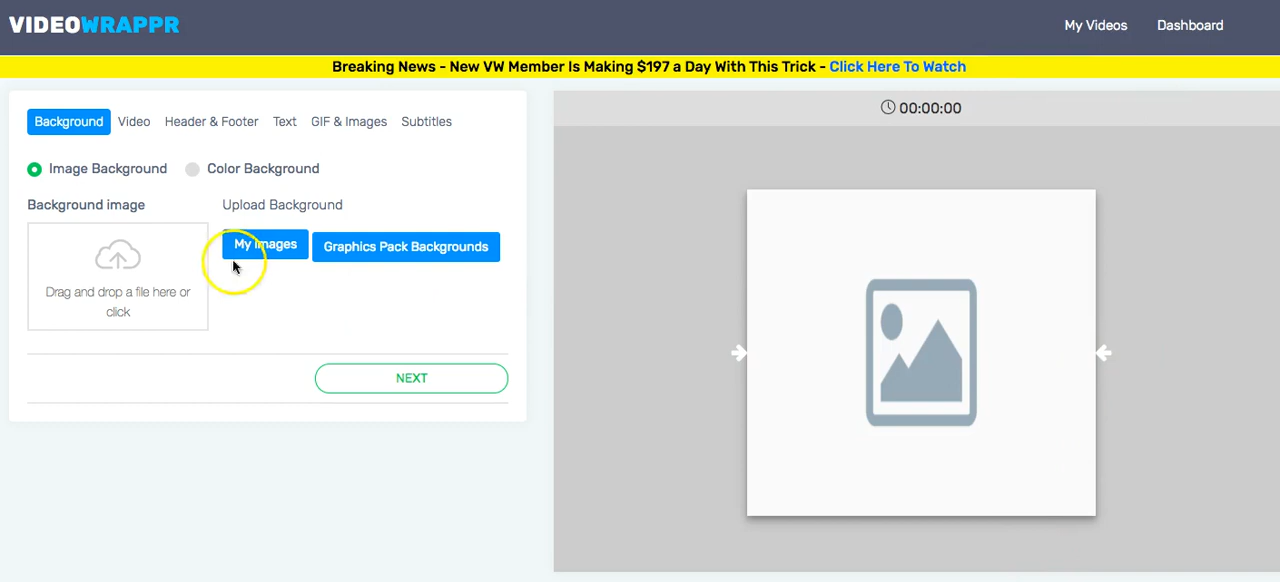 VIDEOWRAPPR
My Videos Dashboard
Breaking News - New VW Member Is Making $197 a Day With This Trick - Click Here To Watch
Background Video Header & Footer Text GIF & Images Subtitles
Image Background Color Background
Background image Upload Background
My Images Graphics Pack Backgrounds
Drag and drop a file here or
click
NEXT
00:00:00